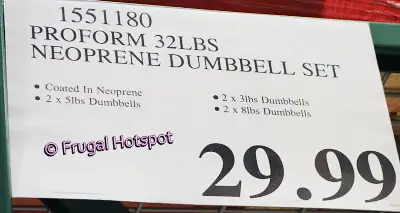 1551180
PROFORM 32LBS
NEOPRENE DUMBBELL SET
• Coated In Neoprene
• 2 x 5lbs Dumbbells
• 2 x 3lbs Dumbbells
• 2 x 8lbs Dumbbells
© Frugal Hotspot
29.99